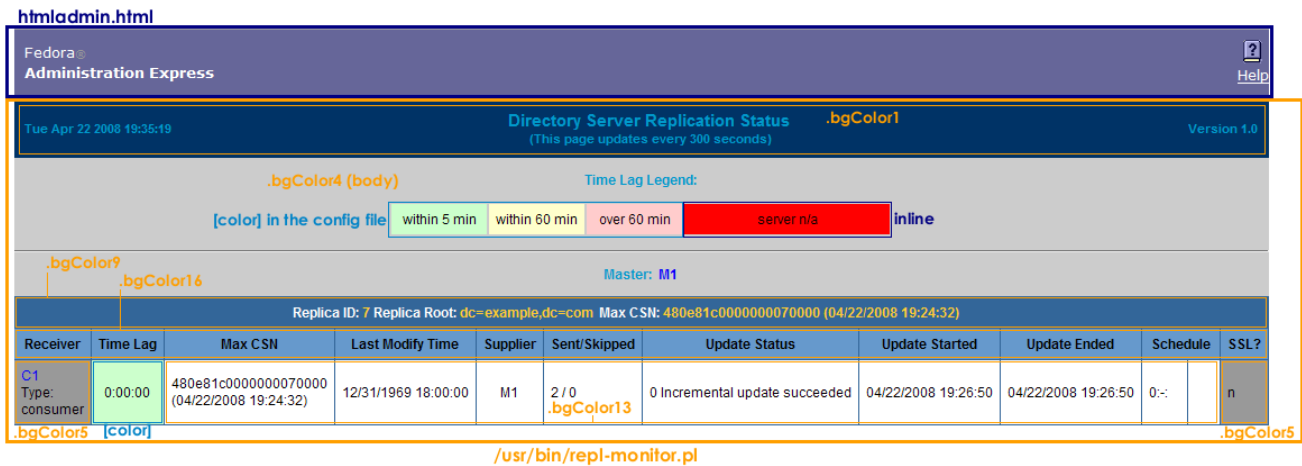 htmladmin.html
Fedora®
Administration Express
Help
Tue Apr 22 2008 19:35:19
Directory Server Replication Status
(This page updates every 300 seconds)
.bgColor1
Version 1.0
.bgColor4 (body)
Time Lag Legend:
[color] in the config file within 5 min within 60 min over 60 min server n/a inline
.bgColor9
.bgColor16
Master: M1
Replica ID: 7 Replica Root: dc=example,dc=com Max CSN: 480e81c0000000070000 (04/22/2008 19:24:32)
Receiver Time Lag Max CSN Last Modify Time Supplier Sent/Skipped Update Status Update Started Update Ended Schedule SSL?
C1
Type:
consumer
0:00:00
480e81c0000000070000
(04/22/2008 19:24:32)
12/31/1969 18:00:00 M1 2 / 0 0 Incremental update succeeded 04/22/2008 19:26:50 04/22/2008 19:26:50 0:-: n
.bgColor13
.bgColor5 [color] .bgColor5
/usr/bin/repl-monitor.pl